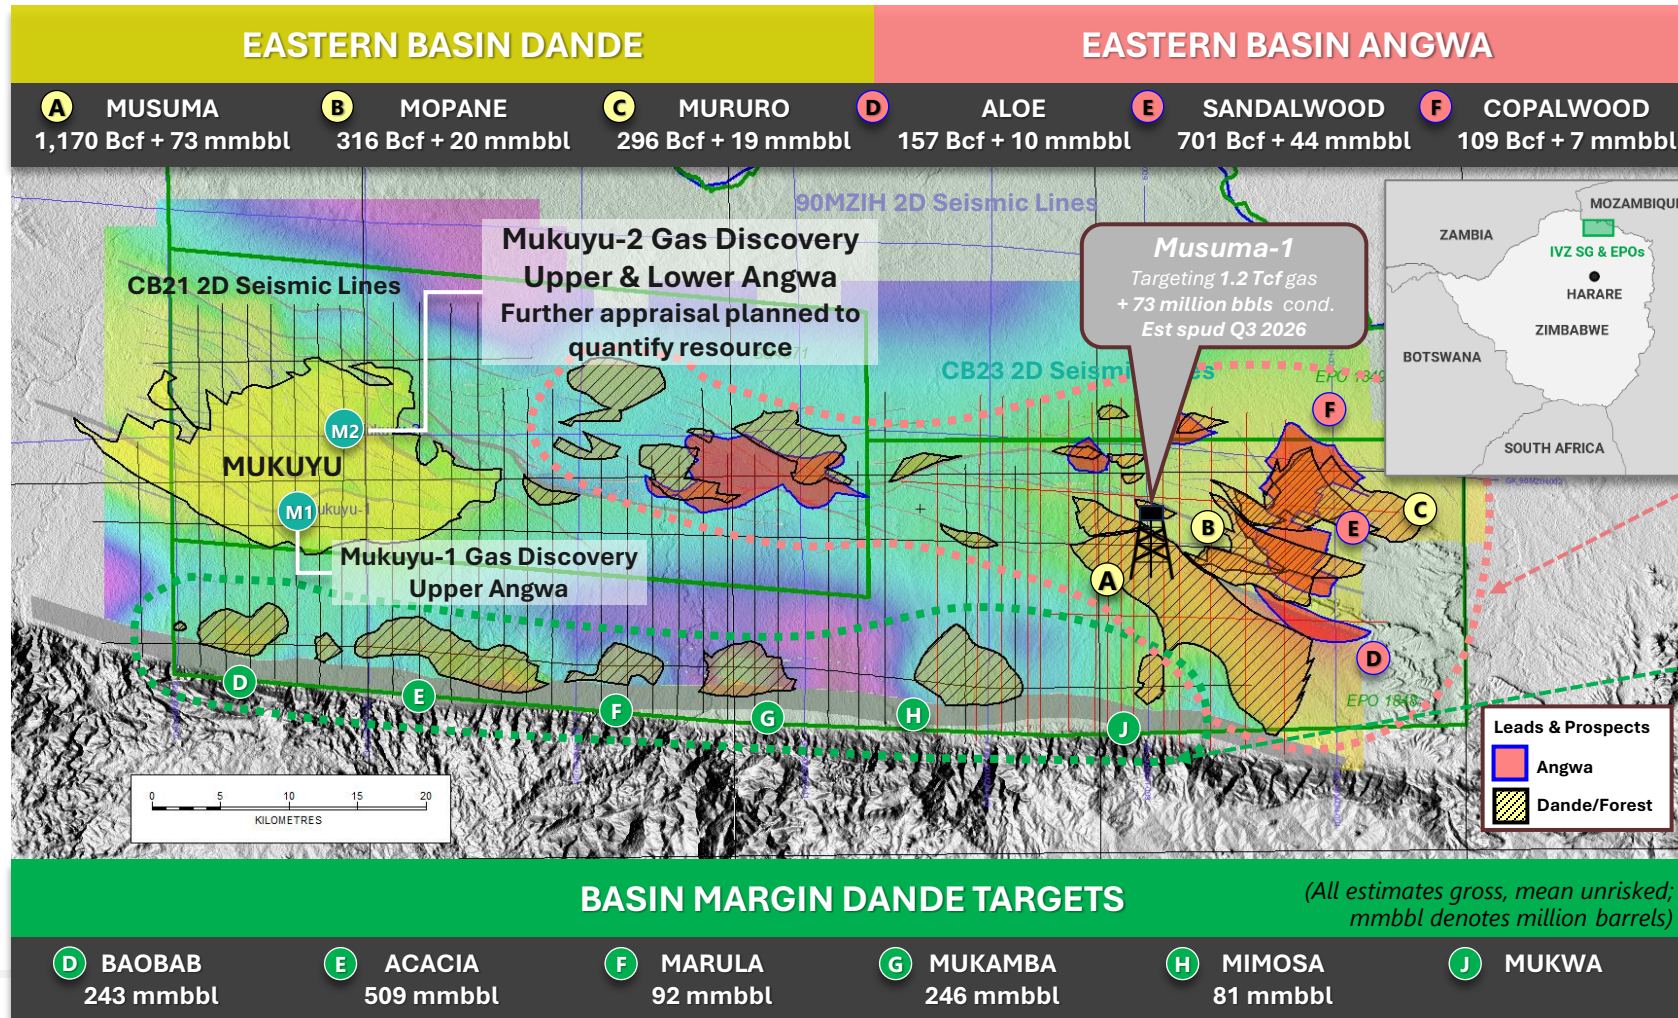 EASTERN BASIN DANDE
EASTERN BASIN ANGWA
A MUSUMA
1,170 Bcf + 73 mmbbl
B MOPANE
316 Bcf + 20 mmbbl
C MURURO
296 Bcf + 19 mmbbl
D ALOE
157 Bcf + 10 mmbbl
E SANDALWOOD
701 Bcf + 44 mmbbl
F COPALWOOD
109 Bcf + 7 mmbbl
90MZIH 2D Seismic Lines
Mukuyu-2 Gas Discovery
Upper & Lower Angwa
Further appraisal planned to
quantify resource
CB21 2D Seismic Lines
Musuma-1
Targeting 1.2 Tcf gas
+ 73 million bbls cond.
Est spud Q3 2026
MOZAMBIQU
ZAMBIA
IVZ SG & EPOs
HARARE
ZIMBABWE
BOTSWANA
SOUTH AFRICA
CB23 2D Seismi es
EPO 1849
F
M2
MUKUYU
M1
ukuyu-1
Mukuyu-1 Gas Discovery
Upper Angwa
B
C
E
A
D
EPO 1848
D
E
F
G
H
J
Leads & Prospects
Angwa
Dande/Forest
0 5 10 15 20
KILOMETRES
BASIN MARGIN DANDE TARGETS
(All estimates gross, mean unrisked;
mmbbl denotes million barrels)
D BAOBAB
243 mmbbl
E ACACIA
509 mmbbl
F MARULA
92 mmbbl
G MUKAMBA
246 mmbbl
H MIMOSA
81 mmbbl
J MUKWA